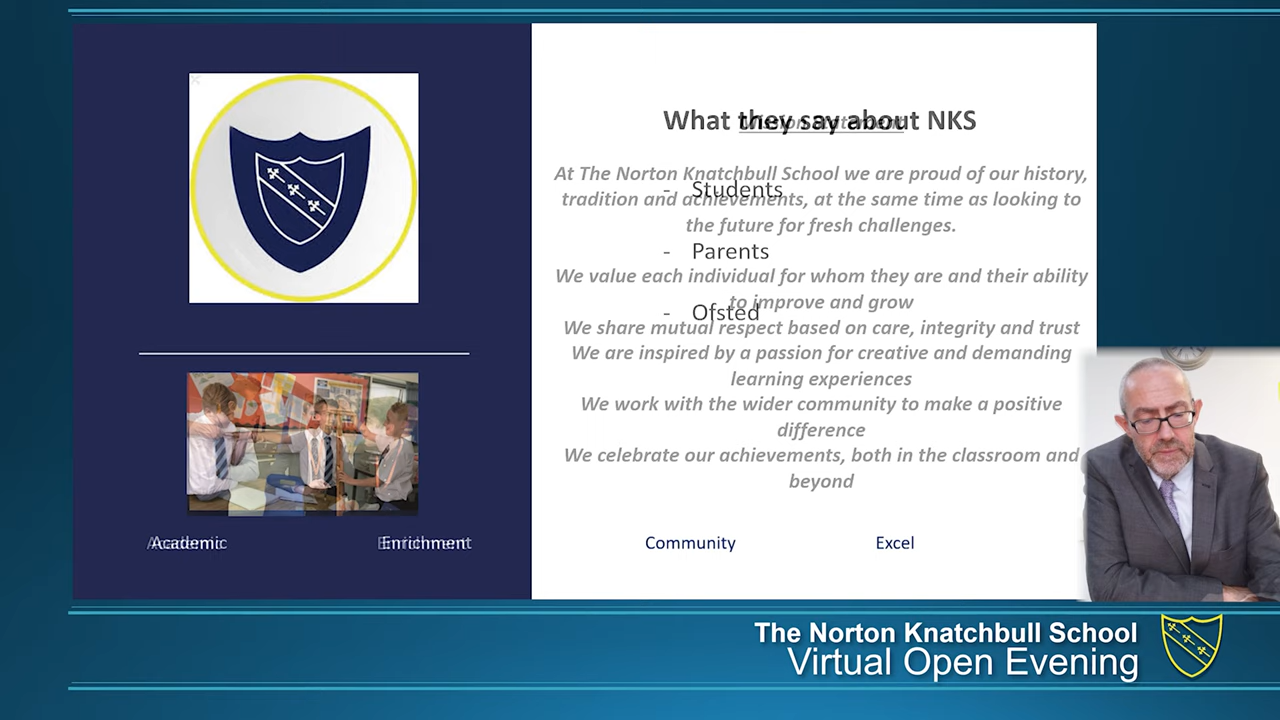 What they say about NKS
Mission Statement
At The Norton Knatchbull School we are proud of our history,
- Students
tradition and achievements, at the same time as looking to
the future for fresh challenges.
- Parents
We value each individual for whom they are and their ability
to improve and grow
- Ofsted
We share mutual respect based on care, integrity and trust
We are inspired by a passion for creative and demanding
learning experiences
We work with the wider community to make a positive
difference
We celebrate our achievements, both in the classroom and
beyond
Academic Enrichment Community Excel
The Norton Knatchbull School
Virtual Open Evening